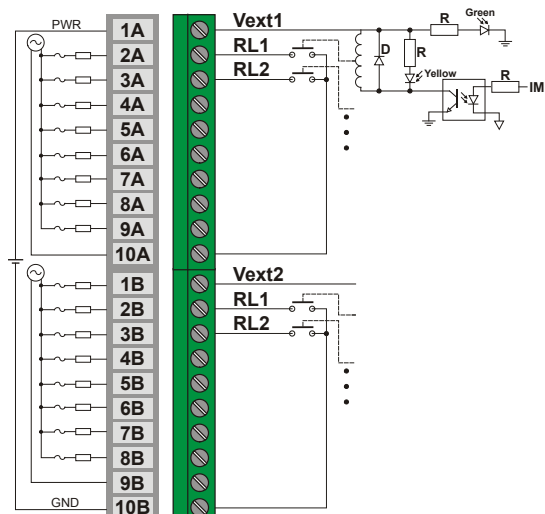 PWR 1A Vext1 R Green
2A RL1 D R
3A RL2 Yellow R IM
4A
5A
6A
7A
8A
9A
10A
1B Vext2
2B RL1
3B RL2
4B
5B
6B
7B
8B
9B
GND 10B